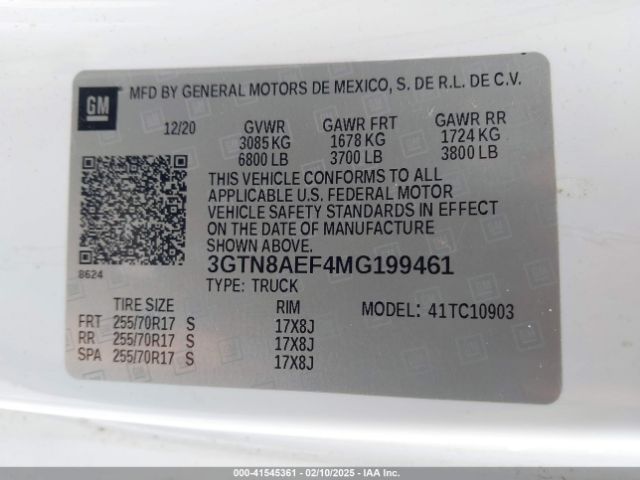 GM
MFD BY GENERAL MOTORS DE MEXICO, S. DE R.L. DE C.V.
12/20 GVWR GAWR FRT GAWR RR
3085 KG 1678 KG 1724 KG
6800 LB 3700 LB 3800 LB
THIS VEHICLE CONFORMS TO ALL
APPLICABLE U.S. FEDERAL MOTOR
VEHICLE SAFETY STANDARDS IN EFFECT
ON THE DATE OF MANUFACTURE
SHOWN ABOVE.
8624
3GTN8AEF4MG199461
TYPE: TRUCK
TIRE SIZE RIM MODEL: 41TC10903
FRT 255/70R17 S 17X8J
RR 255/70R17 S 17X8J
SPA 255/70R17 S 17X8J
000-41545361 - 02/10/2025 - IAAI.COM